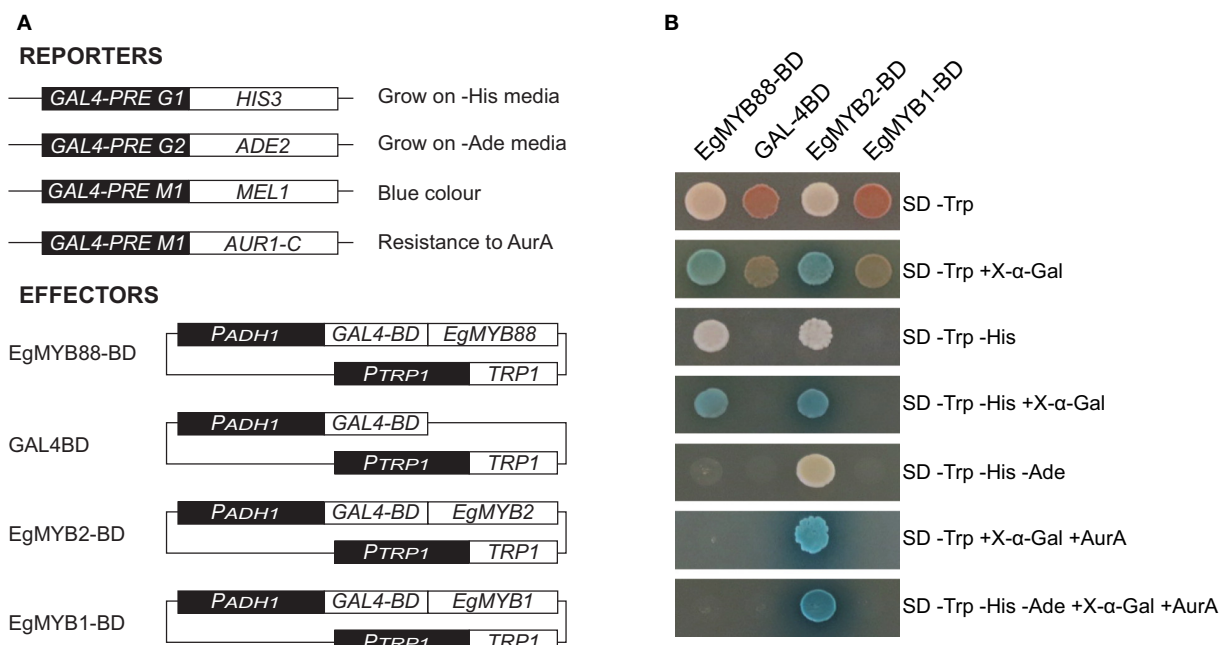 A
REPORTERS
GAL4-PRE G1 HIS3 Grow on -His media
GAL4-PRE G2 ADE2 Grow on -Ade media
GAL4-PRE M1 MEL1 Blue colour
GAL4-PRE M1 AUR1-C Resistance to AurA
EFFECTORS
EgMYB88-BD
PADH1 GAL4-BD EgMYB88
PTRP1 TRP1
GAL4BD
PADH1 GAL4-BD
PTRP1 TRP1
EgMYB2-BD
PADH1 GAL4-BD EgMYB2
PTRP1 TRP1
EgMYB1-BD
PADH1 GAL4-BD EgMYB1
PTRP1 TRP1
B
EgMYB88-BD
GAL-4BD
EgMYB2-BD
EgMYB1-BD
SD -Trp
SD -Trp +X-α-Gal
SD -Trp -His
SD -Trp -His +X-α-Gal
SD -Trp -His -Ade
SD -Trp +X-α-Gal +AurA
SD -Trp -His -Ade +X-α-Gal +AurA